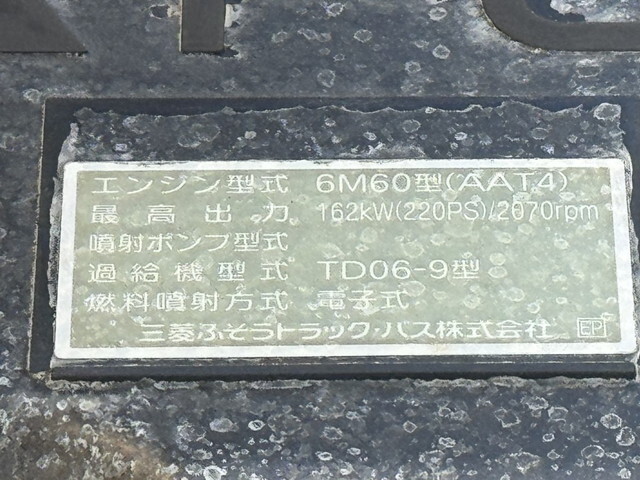 エンジン型式 6M60型(AAT4)
最高出力 162kW(220PS)/2070rpm
噴射ポンプ型式
過給機型式 TD06-9型
燃料噴射方式 電子式
三菱ふそうトラック・バス株式会社 EP